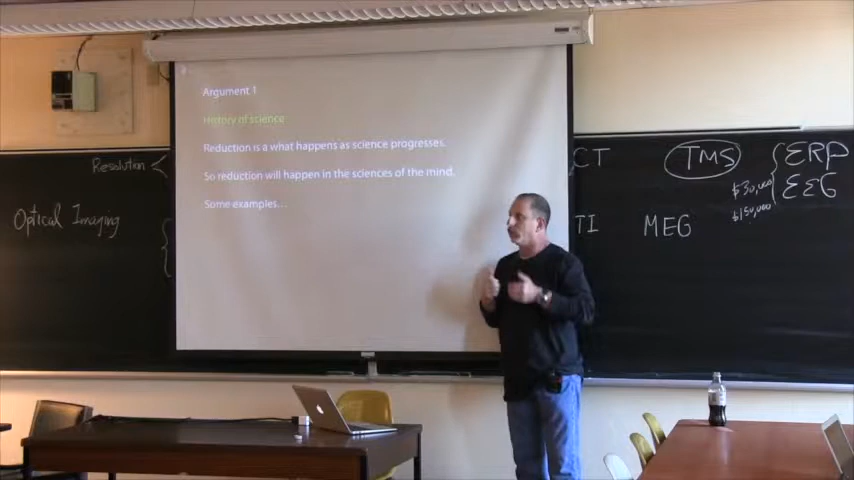 Argument 1
History of science
Reduction is a what happens as science progresses.
So reduction will happen in the sciences of the mind.
Some examples…
Resolution
Optical Imaging
CT
TMS
ERP
EEG
$30,000
$150,000
TI
MEG